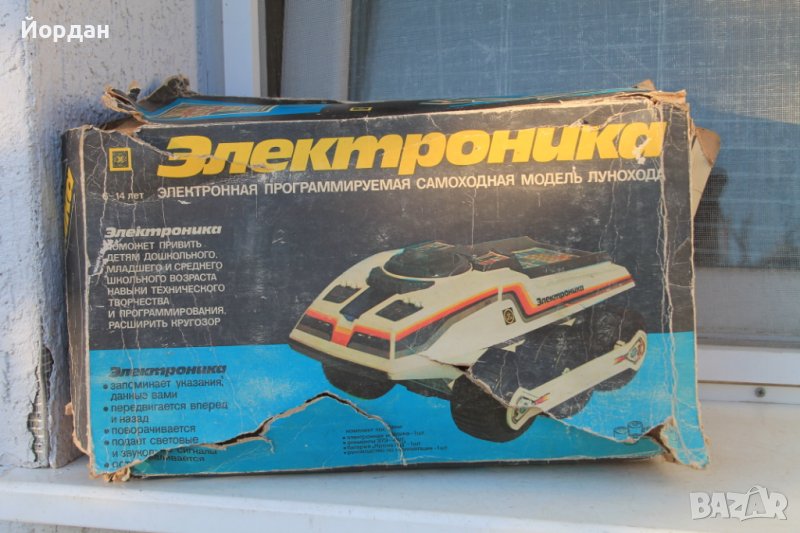 Йордан
Электроника
6-14 лет
ЭЛЕКТРОННАЯ ПРОГРАММИРУЕМАЯ САМОХОДНАЯ МОДЕЛЬ ЛУНОХОДА
Электроника
ПОМОЖЕТ ПРИВИТЬ
ДЕТЯМ ДОШКОЛЬНОГО,
МЛАДШЕГО И СРЕДНЕГО
ШКОЛЬНОГО ВОЗРАСТА
НАВЫКИ ТЕХНИЧЕСКОГО
ТВОРЧЕСТВА
И ПРОГРАММИРОВАНИЯ,
РАСШИРИТЬ КРУГОЗОР
Электроника
Электроника
• запоминает указания,
данные вами
• передвигается вперед
и назад
• поворачивается
• подает световые
и звуковые сигналы
BAZAR